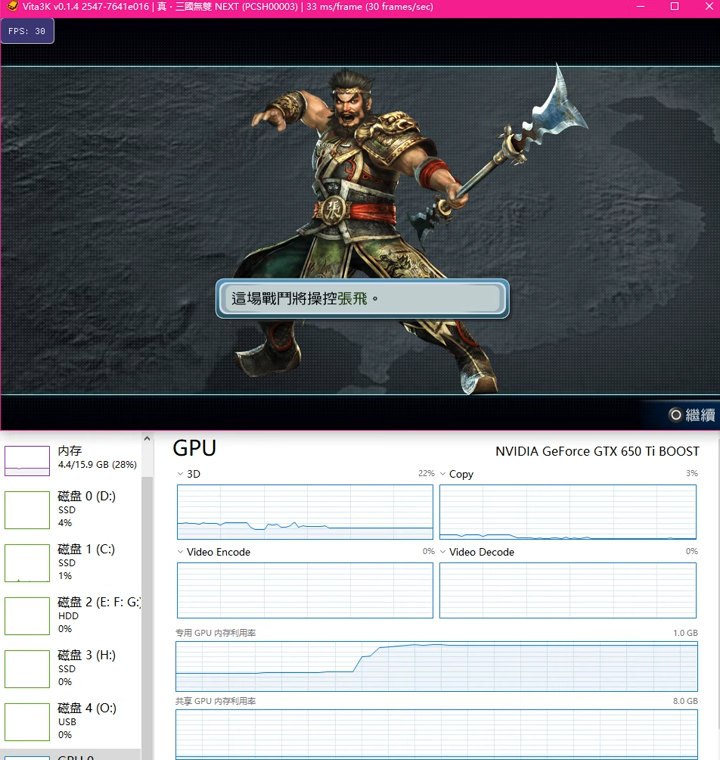 Vita3K v0.1.4 2547-7641e016 | 真・三國無雙 NEXT (PCSH00003) | 33 ms/frame (30 frames/sec)
FPS: 30
張
這場戰鬥將操控張飛。
繼續
内存
4.4/15.9 GB (28%)
磁盘 0 (D:)
SSD
4%
磁盘 1 (C:)
SSD
1%
磁盘 2 (E: F: G:)
HDD
0%
磁盘 3 (H:)
SSD
0%
磁盘 4 (O:)
USB
0%
GPU 0
GPU
NVIDIA GeForce GTX 650 Ti BOOST
3D 22%
Copy 3%
Video Encode 0%
Video Decode 0%
专用 GPU 内存利用率 1.0 GB
共享 GPU 内存利用率 8.0 GB